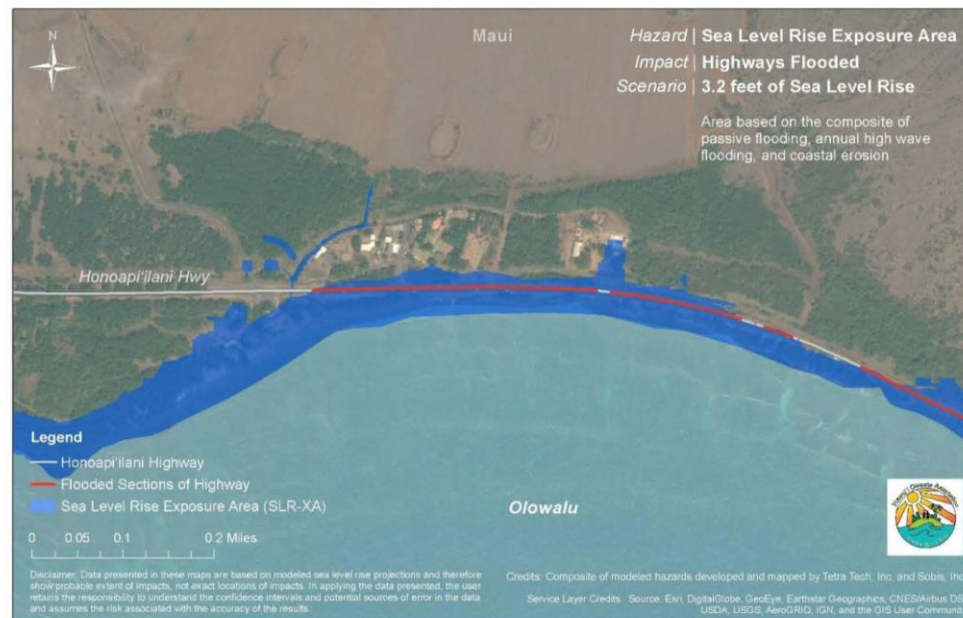 N
Maui
Hazard | Sea Level Rise Exposure Area
Impact | Highways Flooded
Scenario | 3.2 feet of Sea Level Rise
Area based on the composite of
passive flooding, annual high wave
flooding, and coastal erosion
Honoapi'ilani Hwy
Legend
Honoapi'ilani Highway
Flooded Sections of Highway
Sea Level Rise Exposure Area (SLR-XA)
0 0.05 0.1 0.2 Miles
Olowalu
Disclaimer: Data presented in these maps are based on modeled sea level rise projections and therefore
show probable extent of impacts, not exact locations of impacts. In applying the data presented, the user
retains the responsibility to understand the confidence intervals and potential sources of error in the data
and assumes the risk associated with the accuracy of the results.
Credits: Composite of modeled hazards developed and mapped by Tetra Tech, Inc. and Sobis, Inc
Service Layer Credits: Source: Esri, DigitalGlobe, GeoEye, Earthstar Geographics, CNES/Airbus DS,
USDA, USGS, AeroGRID, IGN, and the GIS User Communit